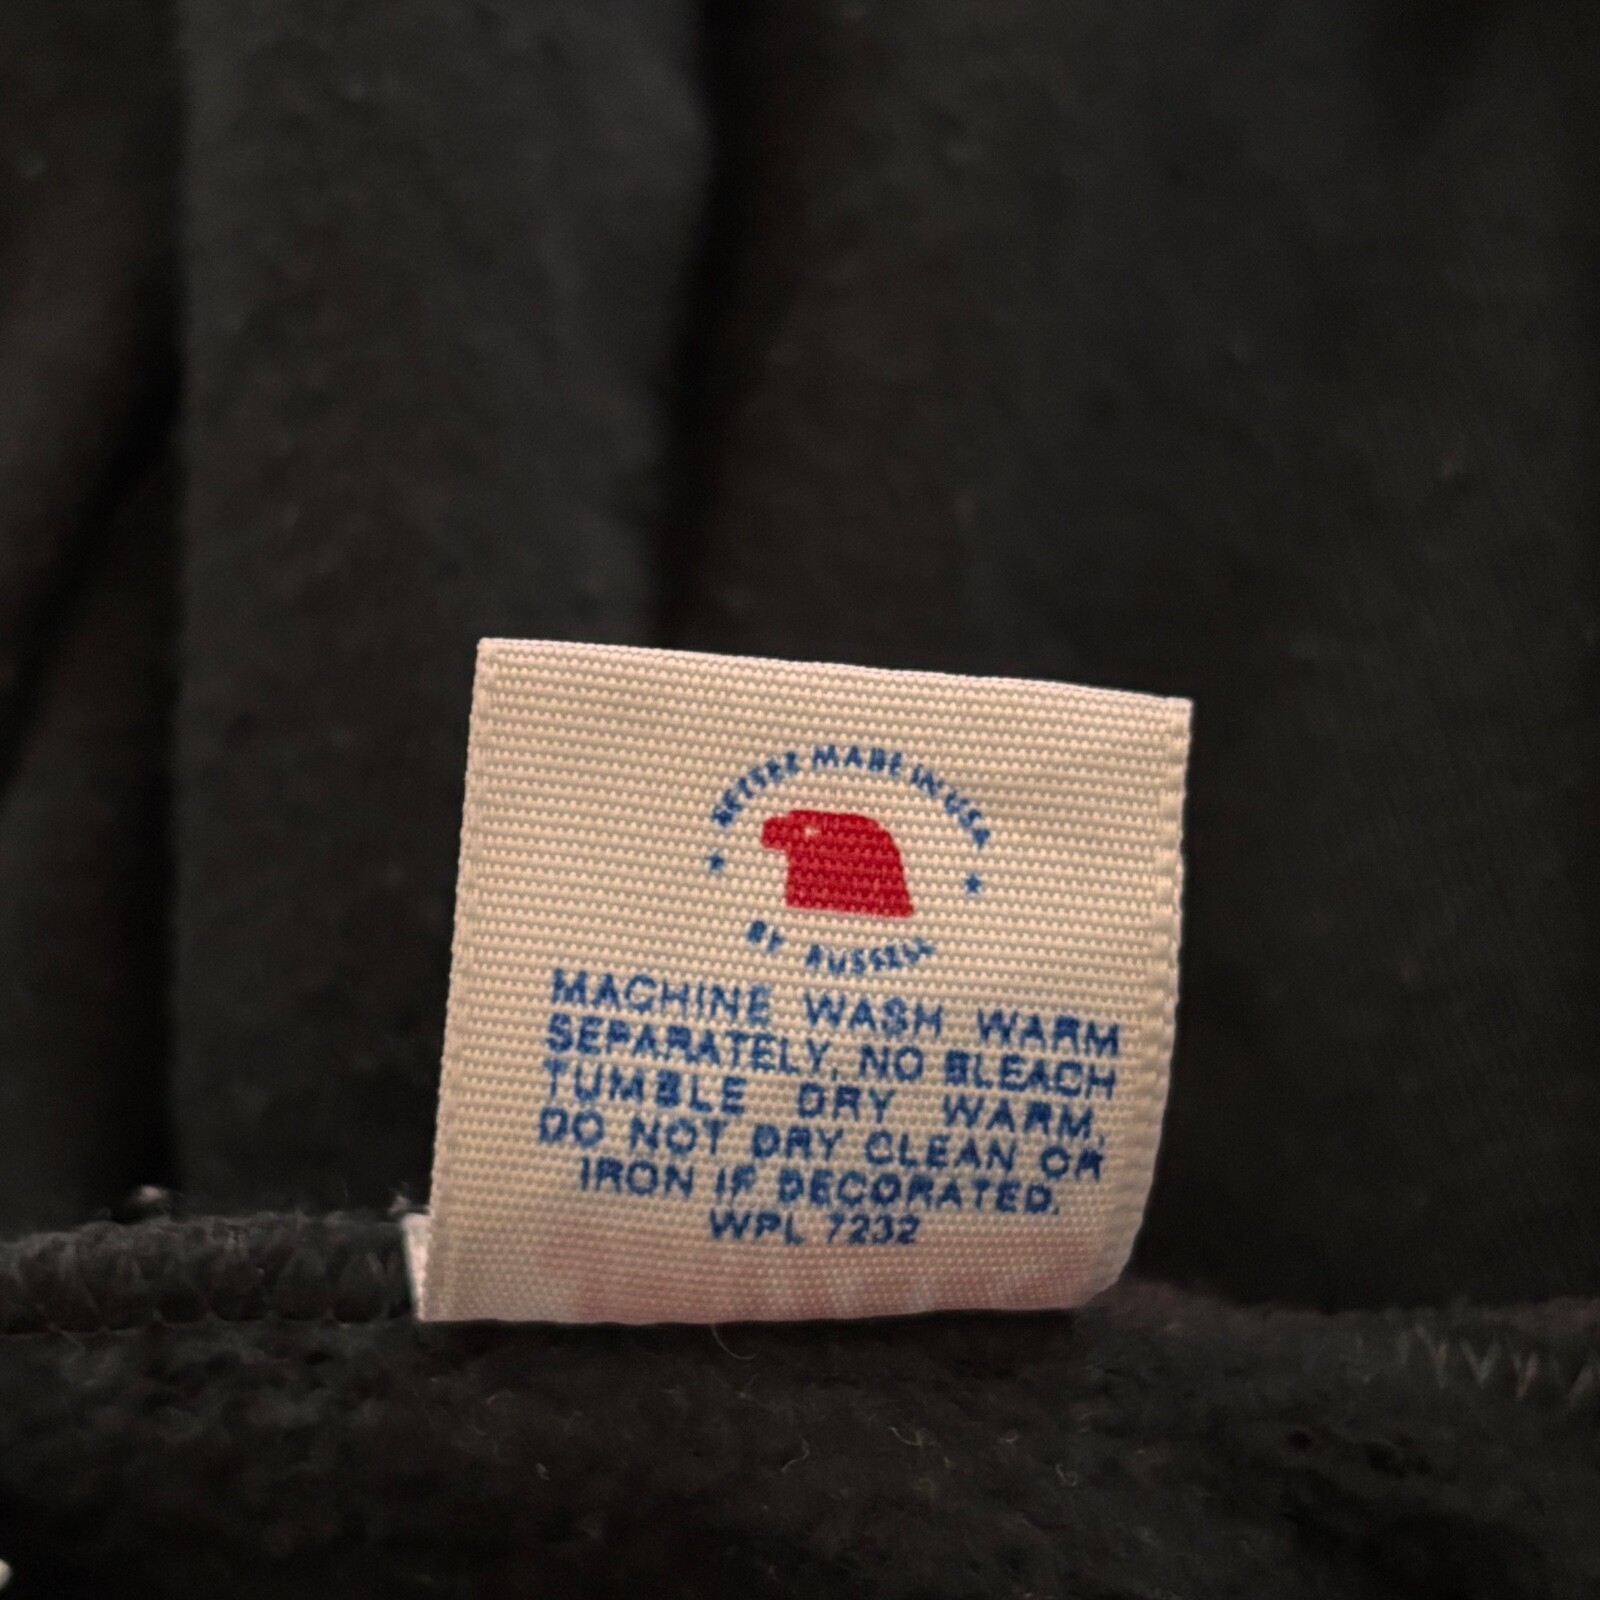 MADE IN USA
BY RUSSELL
MACHINE WASH WARM
SEPARATELY, NO BLEACH
TUMBLE DRY WARM.
DO NOT DRY CLEAN OR
IRON IF DECORATED.
WPL 7232